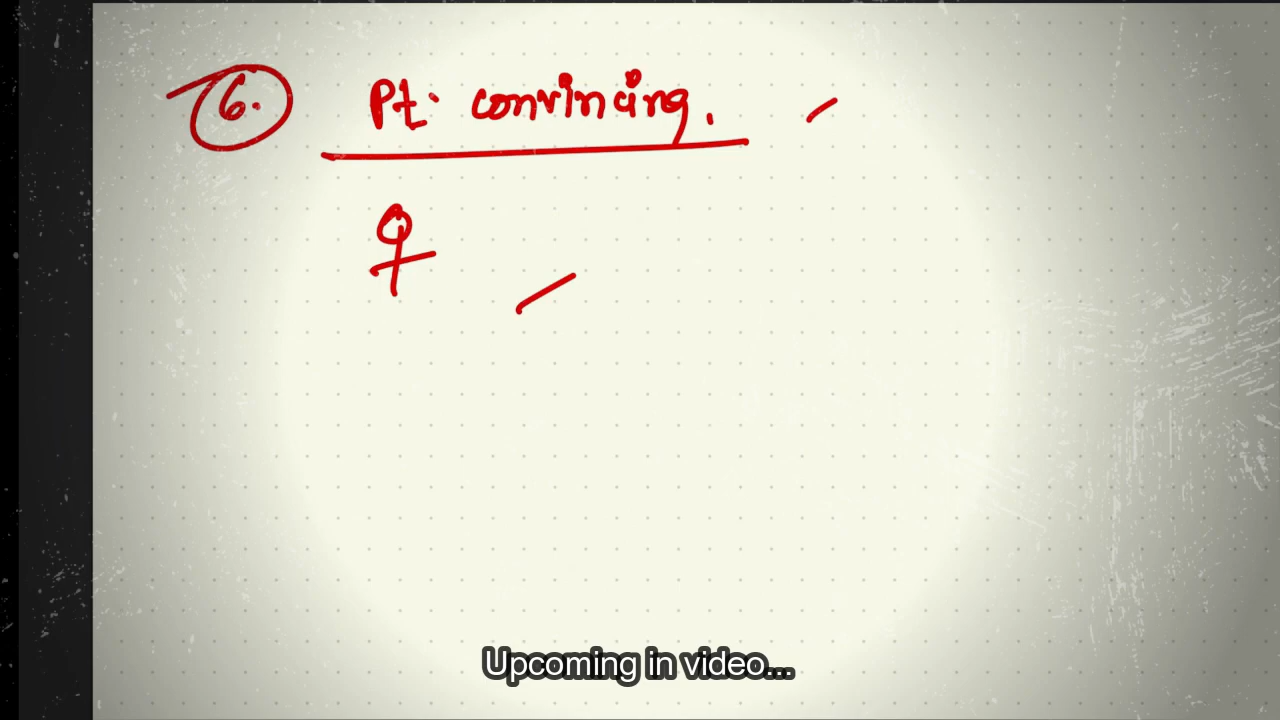 6. Pt. convincing.
♀
Upcoming in video...